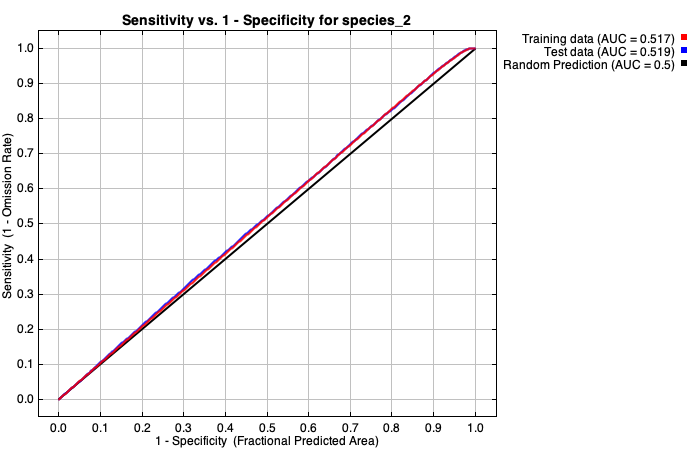 Sensitivity vs. 1 - Specificity for species_2
Training data (AUC = 0.517)
Test data (AUC = 0.519)
Random Prediction (AUC = 0.5)
Sensitivity (1 - Omission Rate)
1.0
0.9
0.8
0.7
0.6
0.5
0.4
0.3
0.2
0.1
0.0
0.0 0.1 0.2 0.3 0.4 0.5 0.6 0.7 0.8 0.9 1.0
1 - Specificity (Fractional Predicted Area)